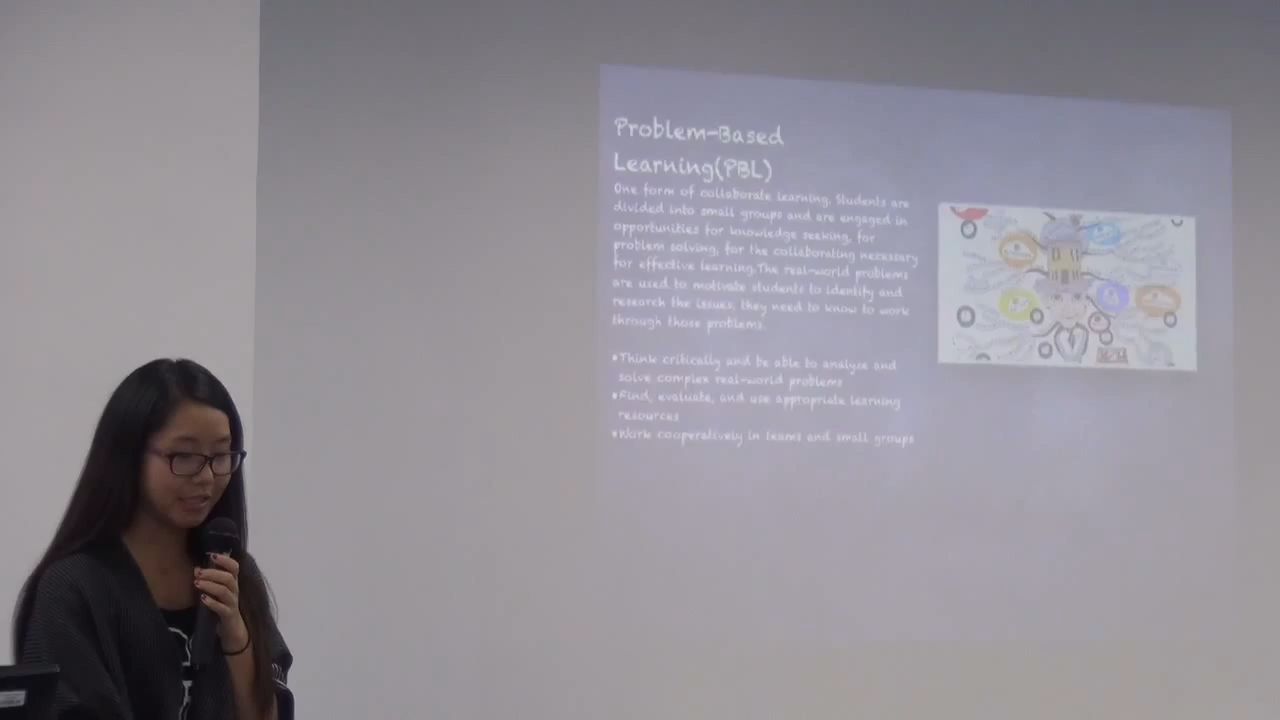 Problem-Based
Learning(PBL)
One form of collaborate learning. Students are
divided into small groups and are engaged in
opportunities for knowledge seeking, for
problem solving, for the collaborating necessary
for effective learning.The real-world problems
are used to motivate students to identify and
research the issues, they need to know to work
through those problems.
•Think critically and be able to analyze and
solve complex real-world problems
•Find, evaluate, and use appropriate learning
resources
•Work cooperatively in teams and small groups